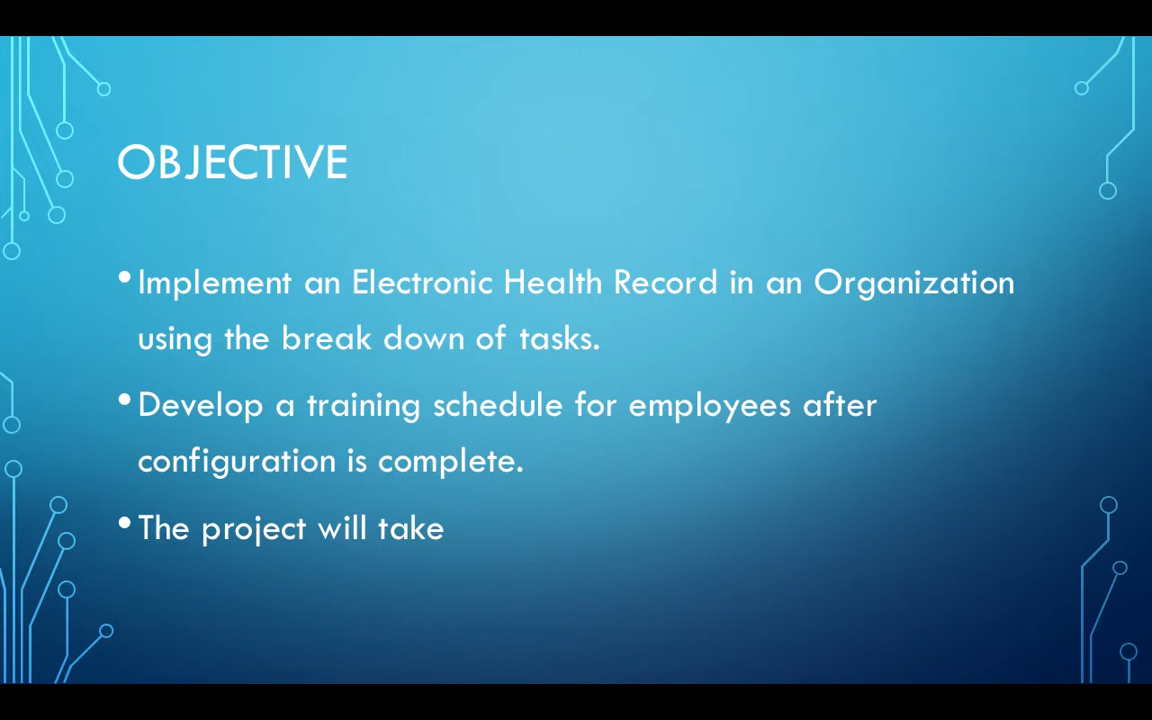 OBJECTIVE
• Implement an Electronic Health Record in an Organization
using the break down of tasks.
• Develop a training schedule for employees after
configuration is complete.
• The project will take